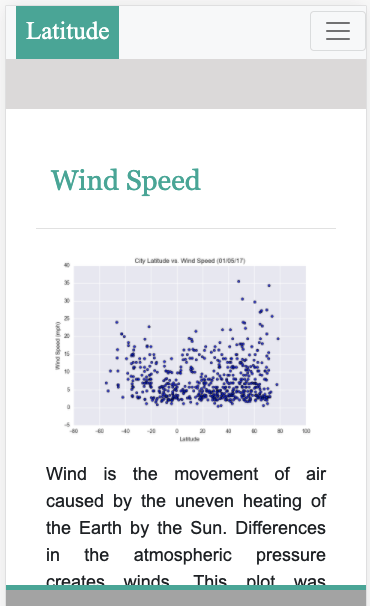 Latitude
Wind Speed
City Latitude vs. Wind Speed (01/05/17)
40
35
30
25
20
15
10
5
0
-5
Wind Speed (mph)
-80 -60 -40 -20 0 20 40 60 80 100
Latitude
Wind is the movement of air
caused by the uneven heating of
the Earth by the Sun. Differences
in the atmospheric pressure
creates winds. This plot was